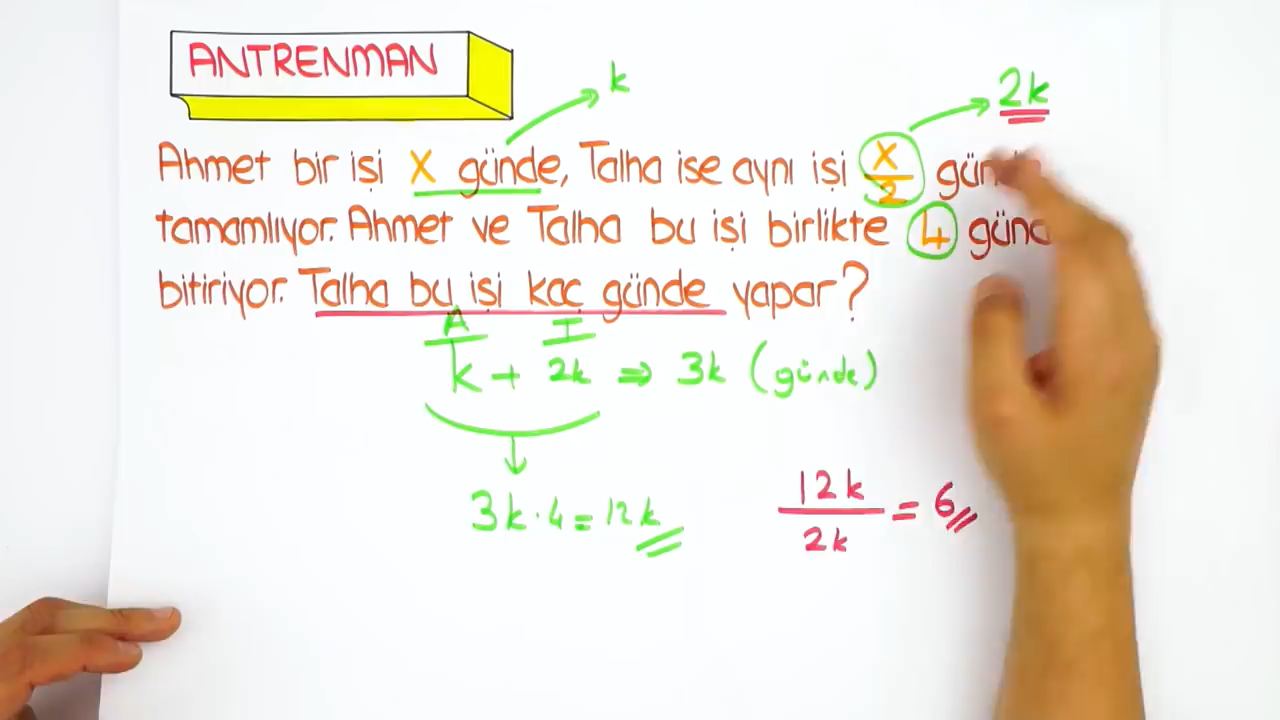 ANTRENMAN
k
2k
Ahmet bir işi x günde, Talha ise aynı işi x/2
tamamlıyor. Ahmet ve Talha bu işi birlikte 4
bitiriyor. Talha bu işi kaç günde yapar?
A T
k + 2k ⇒ 3k (günde)
3k · 4 = 12k
12k/2k = 6